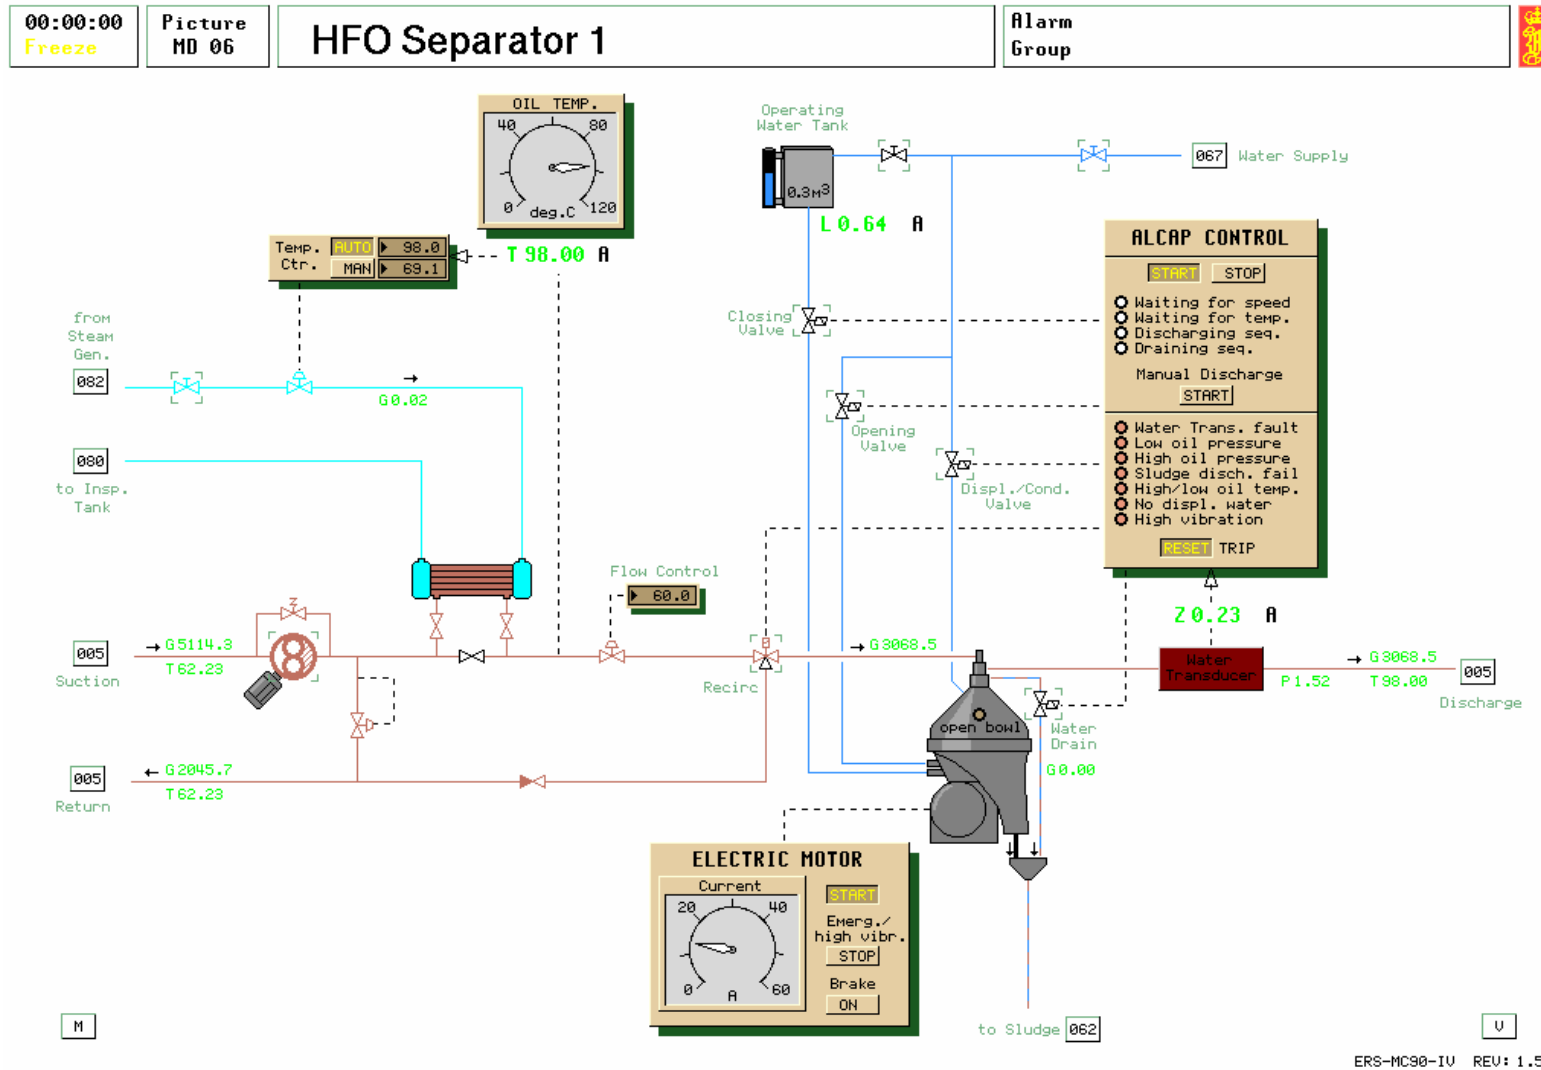 00:00:00
Freeze
Picture
MD 06
HFO Separator 1
Alarm
Group
OIL TEMP.
40
80
0
deg.C
120
T 98.00 A
Temp.
Ctr.
AUTO
98.0
MAN
69.1
Operating
Water Tank
0.3M3
L 0.64 A
067
Water Supply
from
Steam
Gen.
082
G 0.02
080
to Insp.
Tank
Closing
Valve
Opening
Valve
Displ./Cond.
Valve
ALCAP CONTROL
START
STOP
Waiting for speed
Waiting for temp.
Discharging seq.
Draining seq.
Manual Discharge
START
Water Trans. fault
Low oil pressure
High oil pressure
Sludge disch. fail
High/low oil temp.
No displ. water
High vibration
RESET TRIP
Z 0.23 A
Flow Control
60.0
005
Suction
G 5114.3
T 62.23
Recirc
G 3068.5
Water
Transducer
G 3068.5
P 1.52
T 98.00
005
Discharge
open bowl
Water
Drain
G 0.00
005
Return
G 2045.7
T 62.23
ELECTRIC MOTOR
Current
20
40
0
A
60
START
Emerg./
high vibr.
STOP
Brake
ON
to Sludge 062
M
V
ERS-MC90-IV REV: 1.5